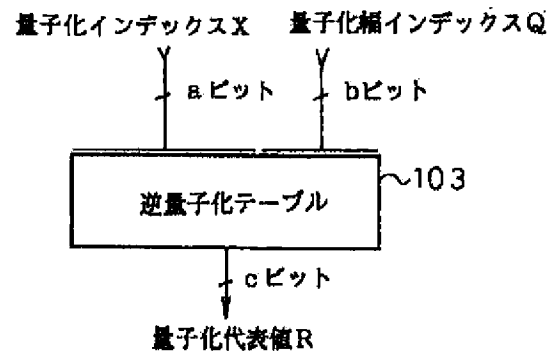 量子化インデックスX
量子化幅インデックスQ
aビット
bビット
逆量子化テーブル
103
cビット
量子化代表値R